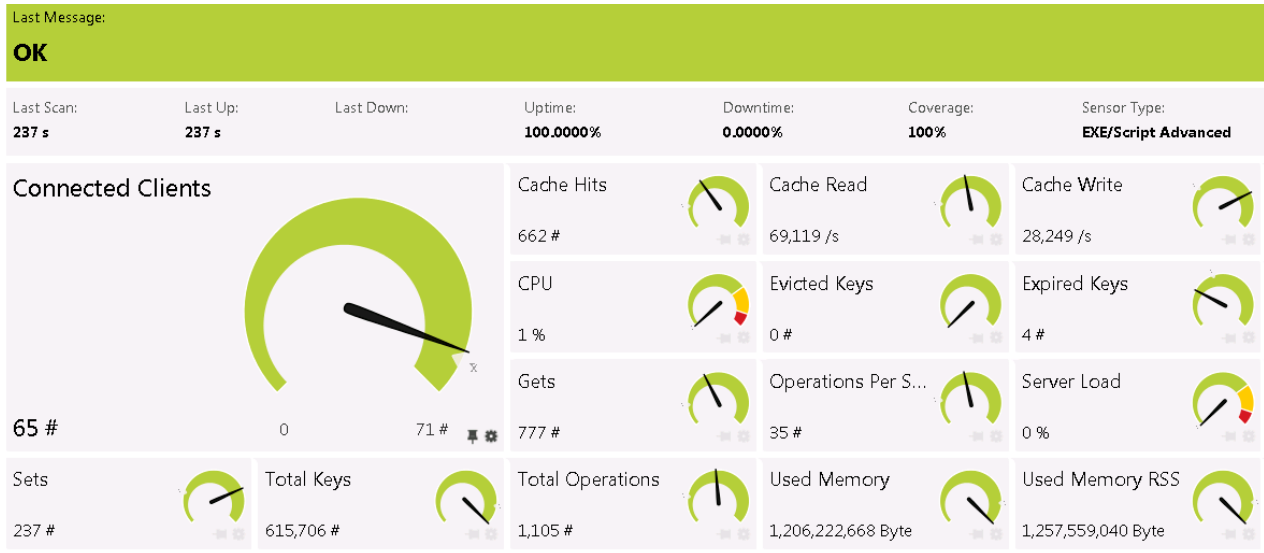 Last Message:
OK
Last Scan: Last Up: Last Down: Uptime: Downtime: Coverage: Sensor Type:
237 s 237 s 100.0000% 0.0000% 100% EXE/Script Advanced
Connected Clients
65 #
0
71 #
Cache Hits
662 #
Cache Read
69,119 /s
Cache Write
28,249 /s
CPU
1 %
Evicted Keys
0 #
Expired Keys
4 #
Gets
777 #
Operations Per S...
35 #
Server Load
0 %
Sets
237 #
Total Keys
615,706 #
Total Operations
1,105 #
Used Memory
1,206,222,668 Byte
Used Memory RSS
1,257,559,040 Byte